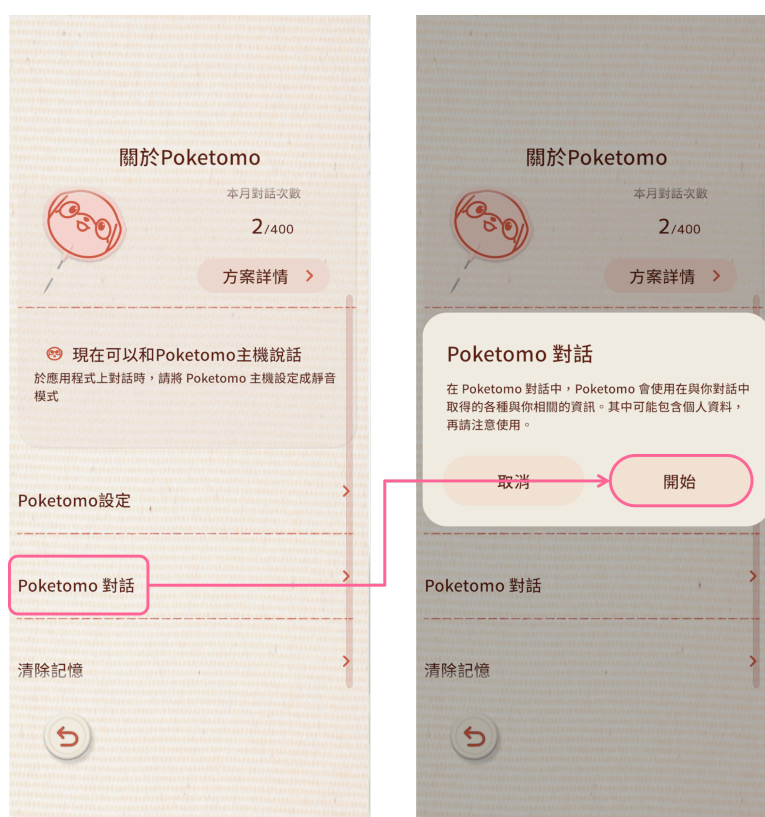 關於Poketomo
本月對話次數
2/400
方案詳情
現在可以和Poketomo主機說話
於應用程式上對話時,請將 Poketomo 主機設定成靜音
模式
Poketomo設定
Poketomo 對話
清除記憶
關於Poketomo
本月對話次數
2/400
方案詳情
Poketomo 對話
在 Poketomo 對話中,Poketomo 會使用在與你對話中
取得的各種與你相關的資訊。其中可能包含個人資料,
再請注意使用。
取消
開始
Poketomo 對話
清除記憶